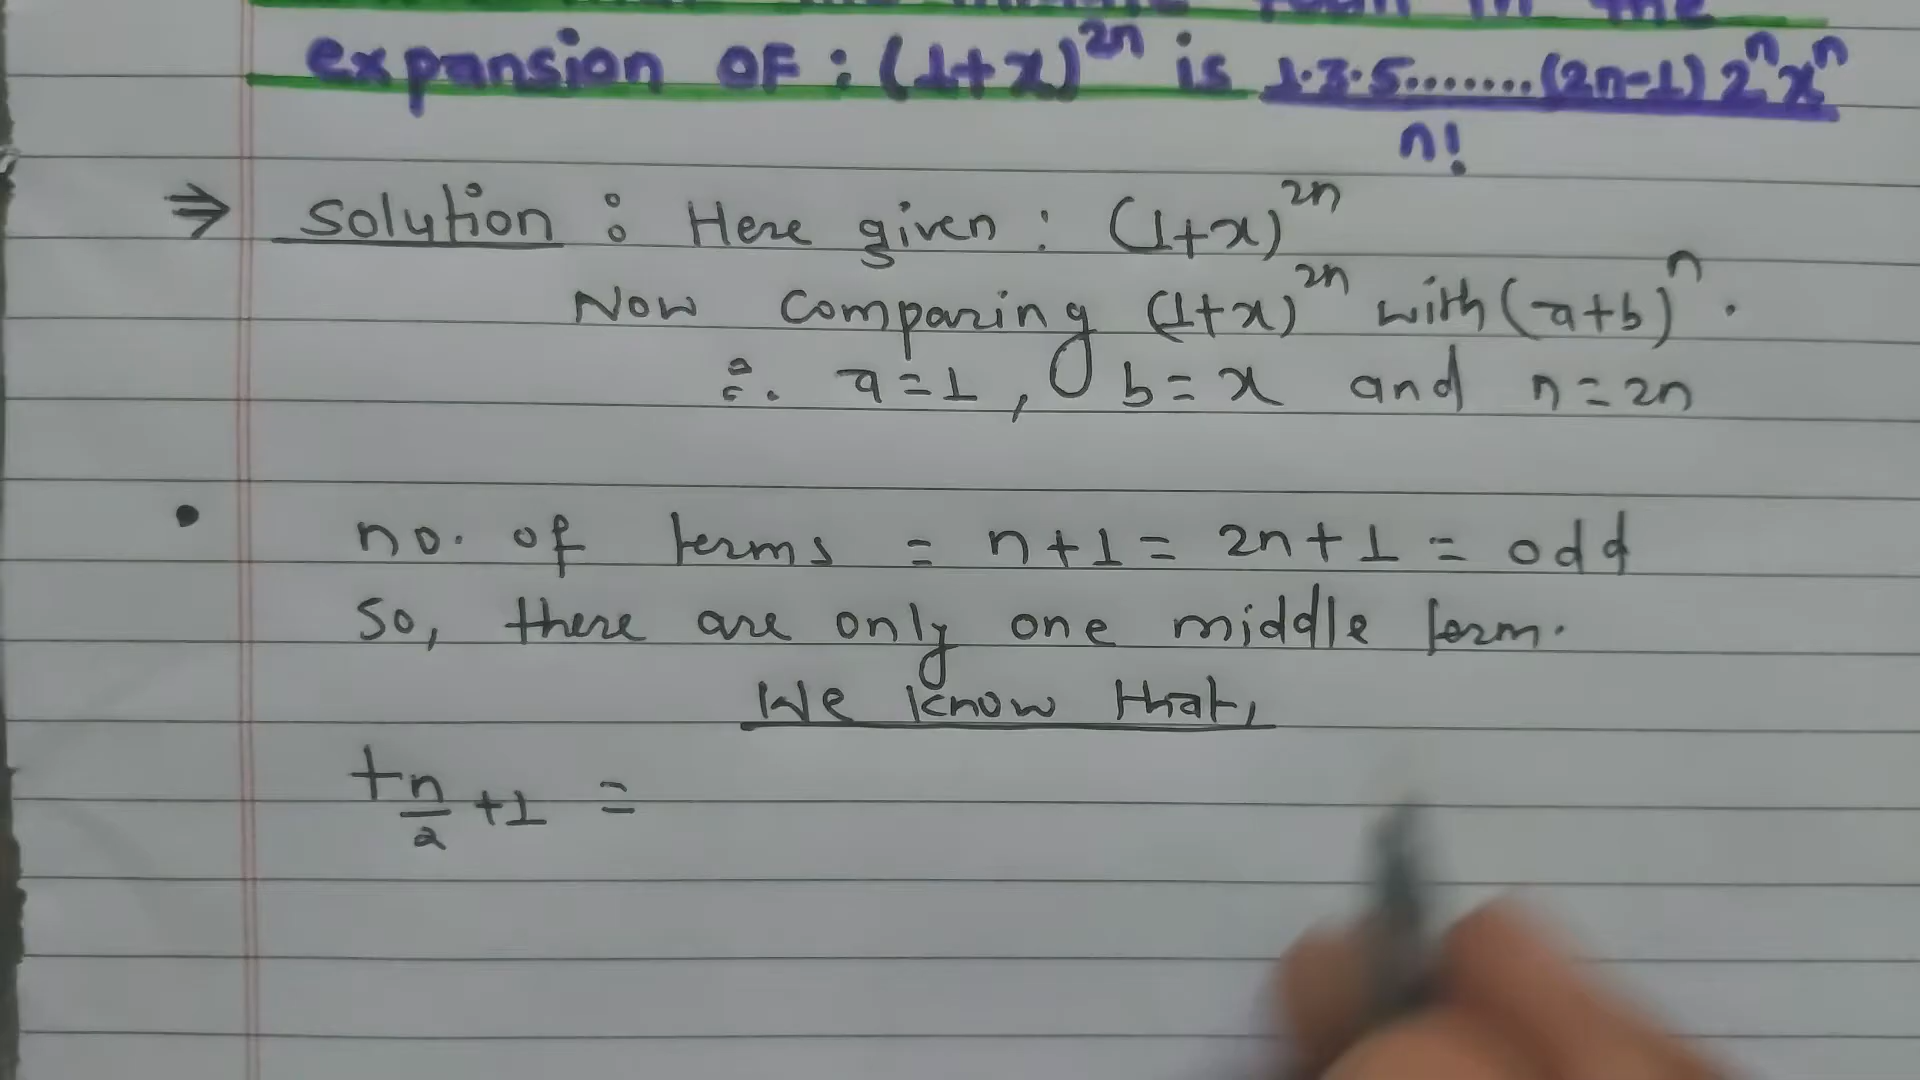 expansion OF : (1+x)^2n is 1.3.5.......(2n-1) 2^n x^n
n!
⇒ Solution : Here given : (1+x)^2n
Now comparing (1+x)^2n with (a+b)^n .
∴ a=1, b=x and n=2n
• no. of terms = n+1 = 2n+1 = odd
So, there are only one middle term.
We know that,
t n/2 +1 =